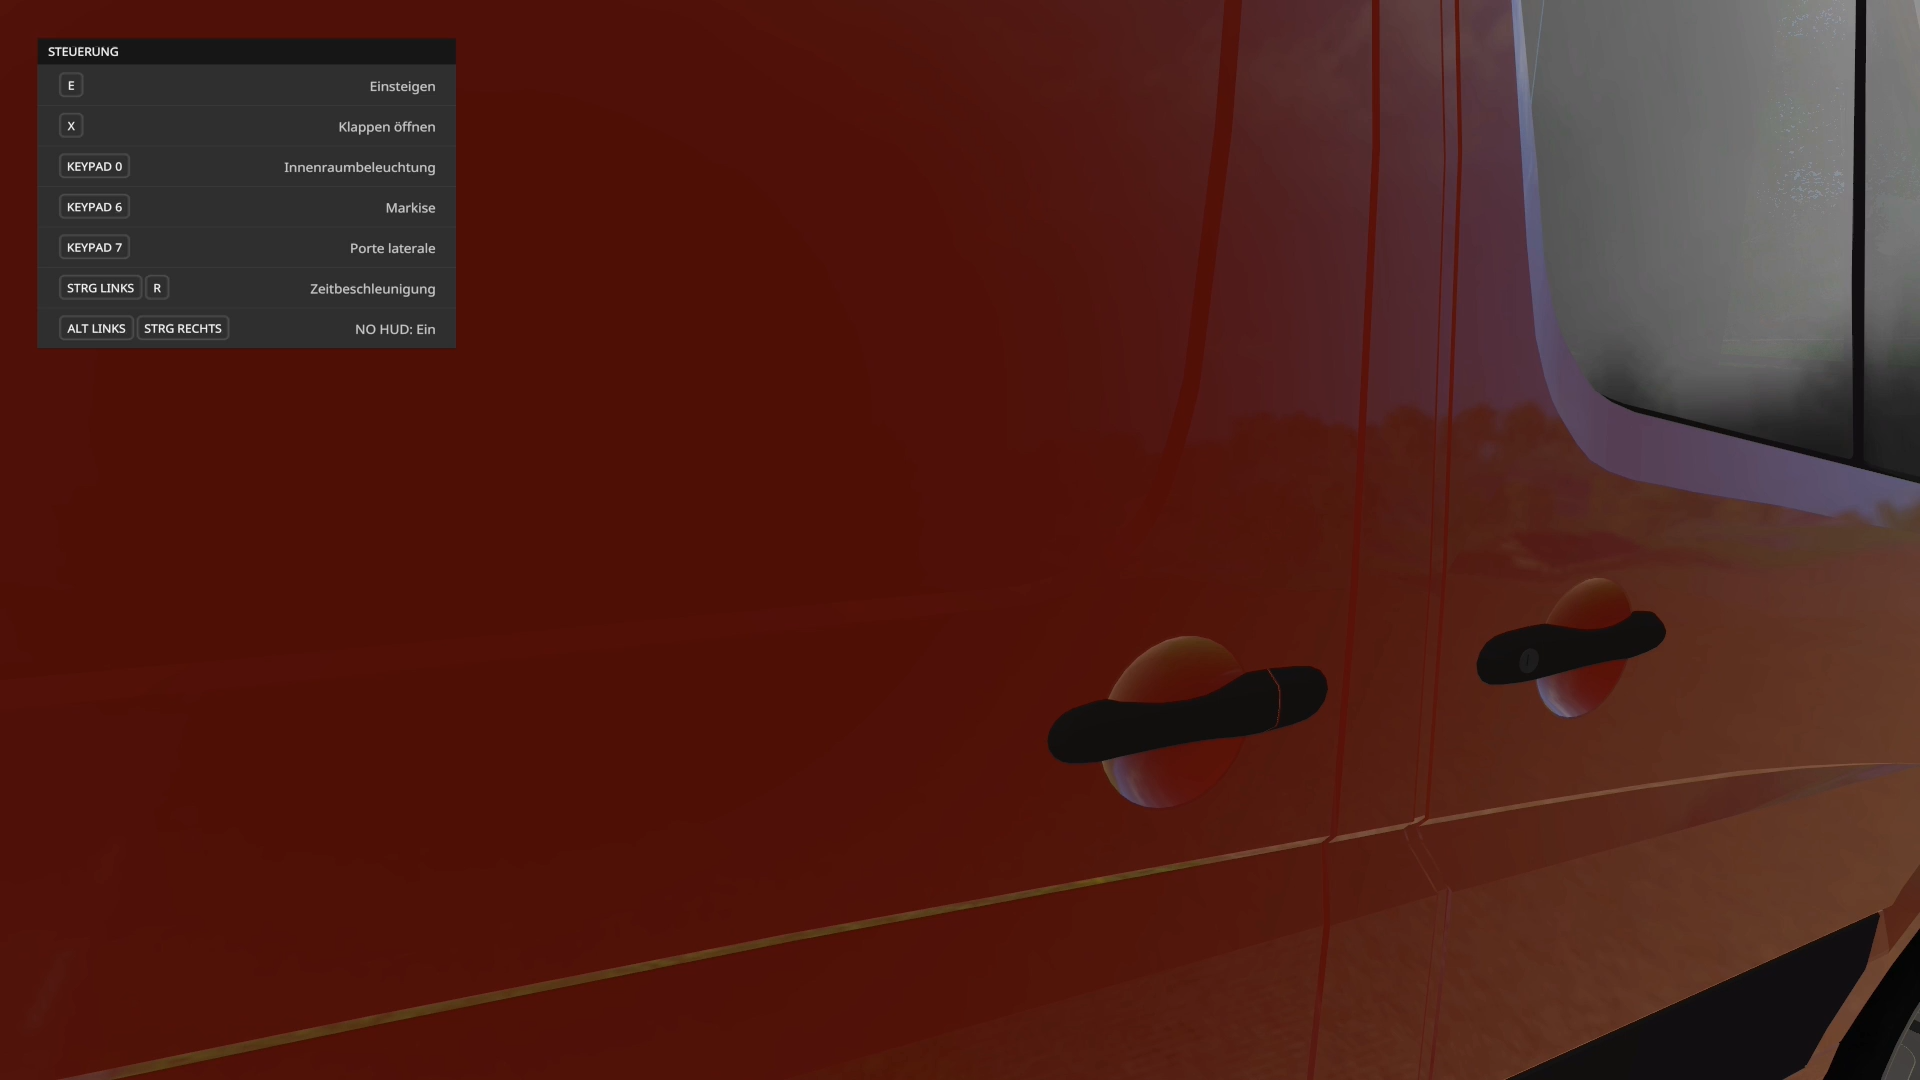 STEUERUNG
E Einsteigen
X Klappen öffnen
KEYPAD 0 Innenraumbeleuchtung
KEYPAD 6 Markise
KEYPAD 7 Porte laterale
STRG LINKS R Zeitbeschleunigung
ALT LINKS STRG RECHTS NO HUD: Ein